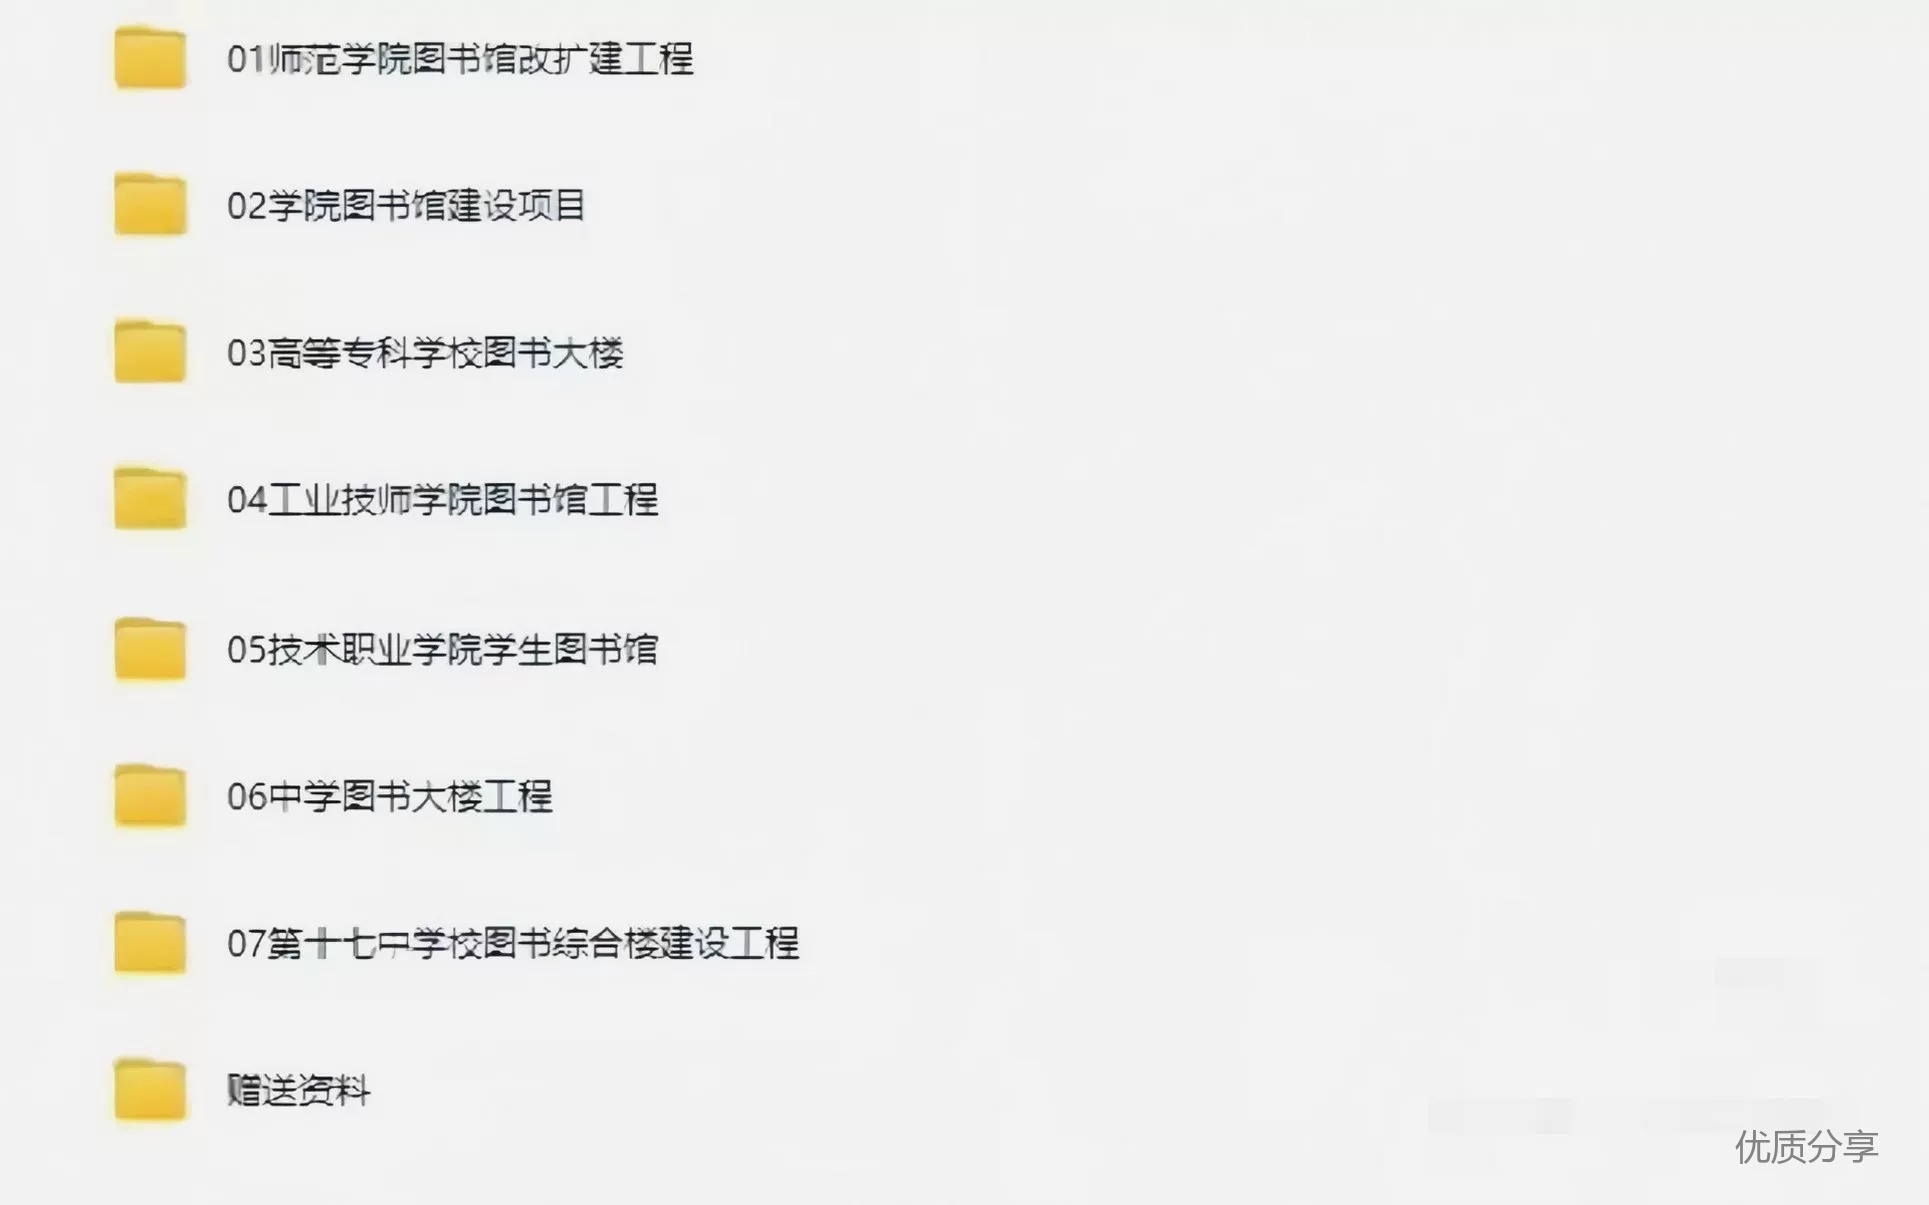 01师范学院图书馆改扩建工程
02学院图书馆建设项目
03高等专科学校图书大楼
04工业技师学院图书馆工程
05技术职业学院学生图书馆
06中学图书大楼工程
07第十七中学校图书综合楼建设工程
赠送资料
优质分享